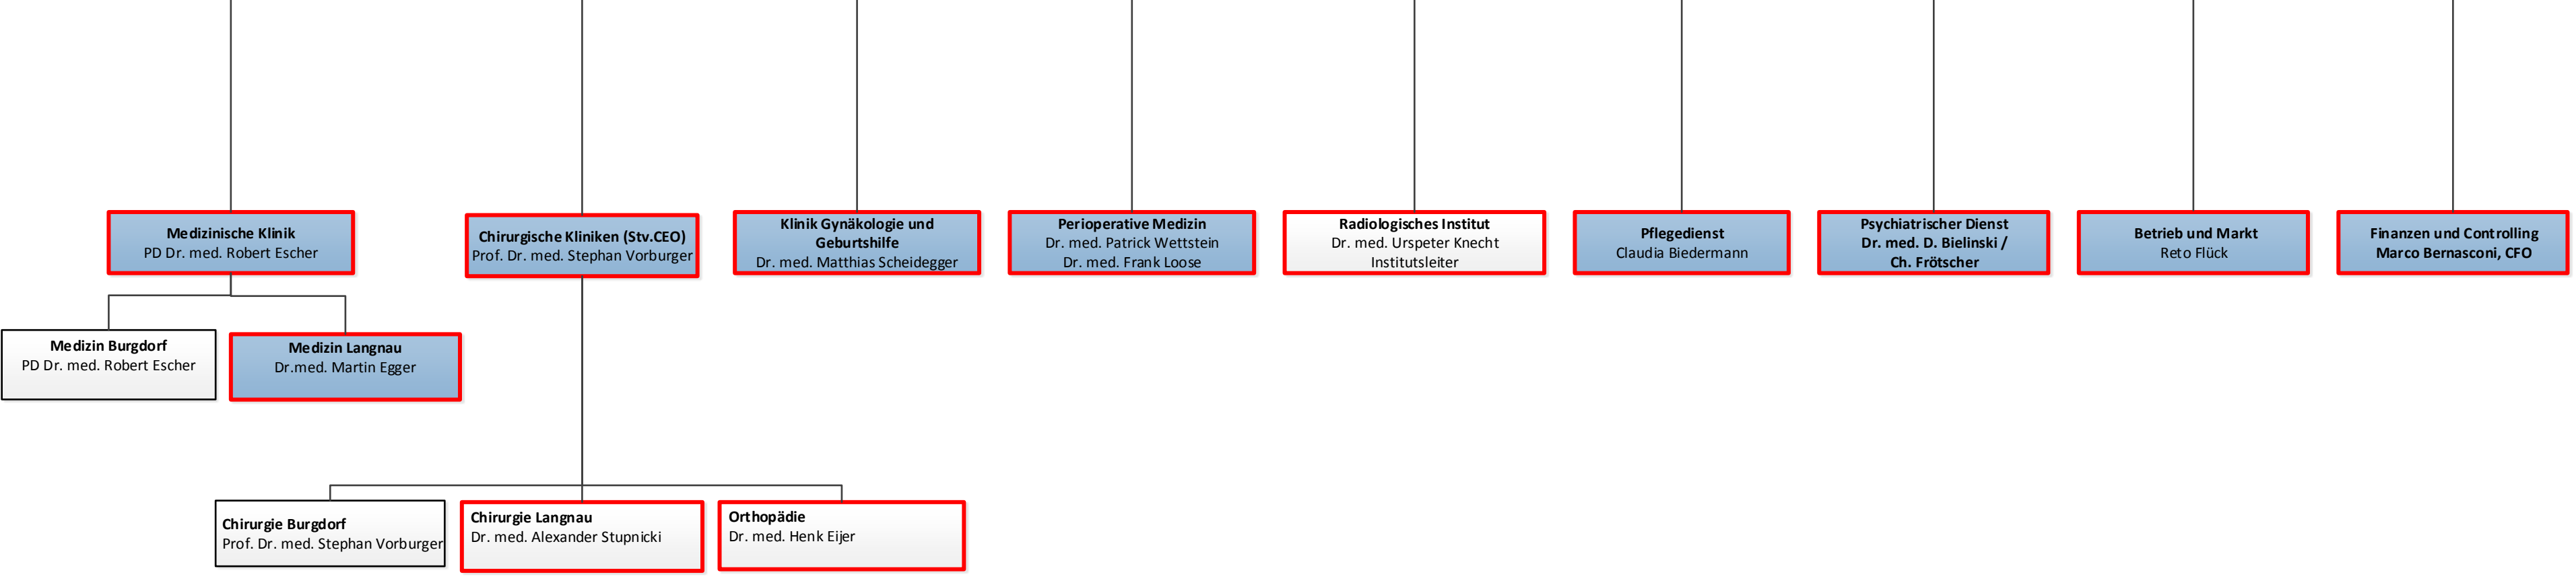 Medizinische Klinik
PD Dr. med. Robert Escher
Chirurgische Kliniken (Stv.CEO)
Prof. Dr. med. Stephan Vorburger
Klinik Gynäkologie und
Geburtshilfe
Dr. med. Matthias Scheidegger
Perioperative Medizin
Dr. med. Patrick Wettstein
Dr. med. Frank Loose
Radiologisches Institut
Dr. med. Urspeter Knecht
Institutsleiter
Pflegedienst
Claudia Biedermann
Psychiatrischer Dienst
Dr. med. D. Bielinski /
Ch. Frötscher
Betrieb und Markt
Reto Flück
Finanzen und Controlling
Marco Bernasconi, CFO
Medizin Burgdorf
PD Dr. med. Robert Escher
Medizin Langnau
Dr.med. Martin Egger
Chirurgie Burgdorf
Prof. Dr. med. Stephan Vorburger
Chirurgie Langnau
Dr. med. Alexander Stupnicki
Orthopädie
Dr. med. Henk Eijer